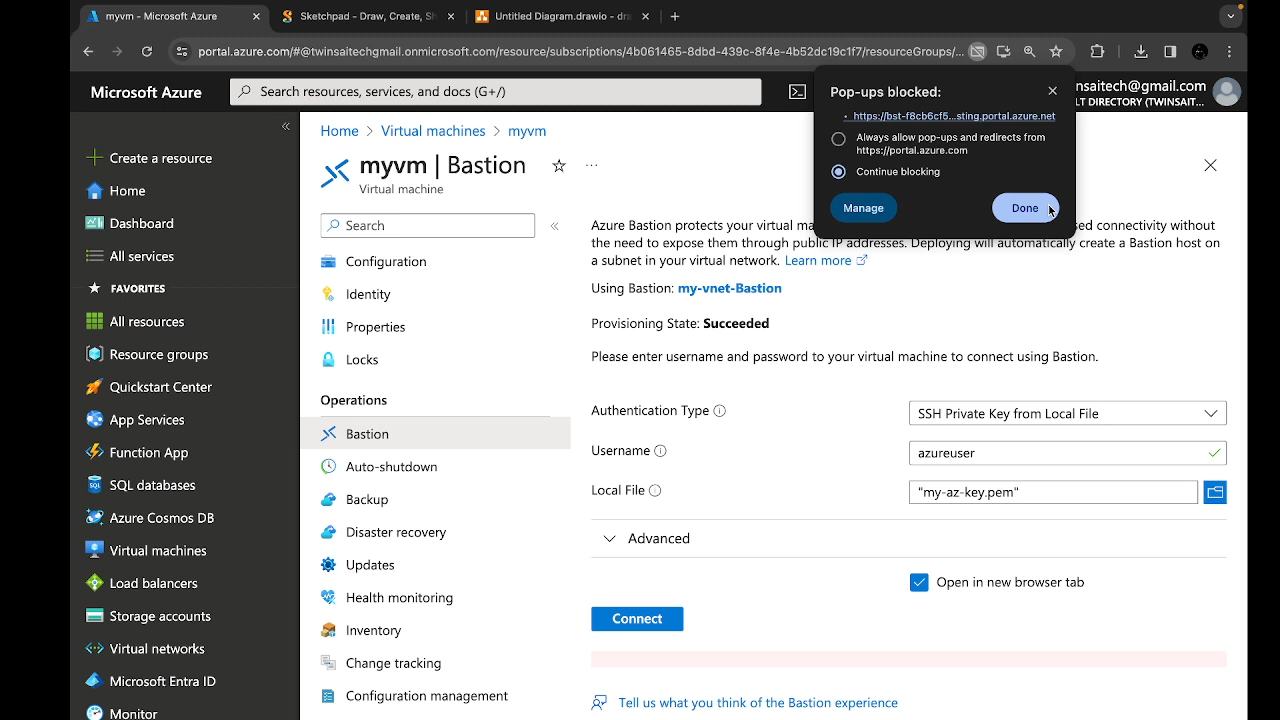 myvm - Microsoft Azure
Sketchpad - Draw, Create, Sh
Untitled Diagram.drawio - dra
portal.azure.com/#@twinsaitechgmail.onmicrosoft.com/resource/subscriptions/4b061465-8dbd-439c-8f4e-4b52dc19c1f7/resourceGroups/...
Microsoft Azure
Search resources, services, and docs (G+/)
nsaitech@gmail.com
LT DIRECTORY (TWINSAIT...
Pop-ups blocked:
• https://bst-f8cb6cf5...sting.portal.azure.net
Always allow pop-ups and redirects from
https://portal.azure.com
Continue blocking
Manage
Done
Create a resource
Home
Dashboard
All services
FAVORITES
All resources
Resource groups
Quickstart Center
App Services
Function App
SQL databases
Azure Cosmos DB
Virtual machines
Load balancers
Storage accounts
Virtual networks
Microsoft Entra ID
Monitor
Home > Virtual machines > myvm
myvm | Bastion
Virtual machine
Search
Configuration
Identity
Properties
Locks
Operations
Bastion
Auto-shutdown
Backup
Disaster recovery
Updates
Health monitoring
Inventory
Change tracking
Configuration management
Azure Bastion protects your virtual ma ed connectivity without
the need to expose them through public IP addresses. Deploying will automatically create a Bastion host on
a subnet in your virtual network. Learn more
Using Bastion: my-vnet-Bastion
Provisioning State: Succeeded
Please enter username and password to your virtual machine to connect using Bastion.
Authentication Type
SSH Private Key from Local File
Username
azureuser
Local File
"my-az-key.pem"
Advanced
Open in new browser tab
Connect
Tell us what you think of the Bastion experience